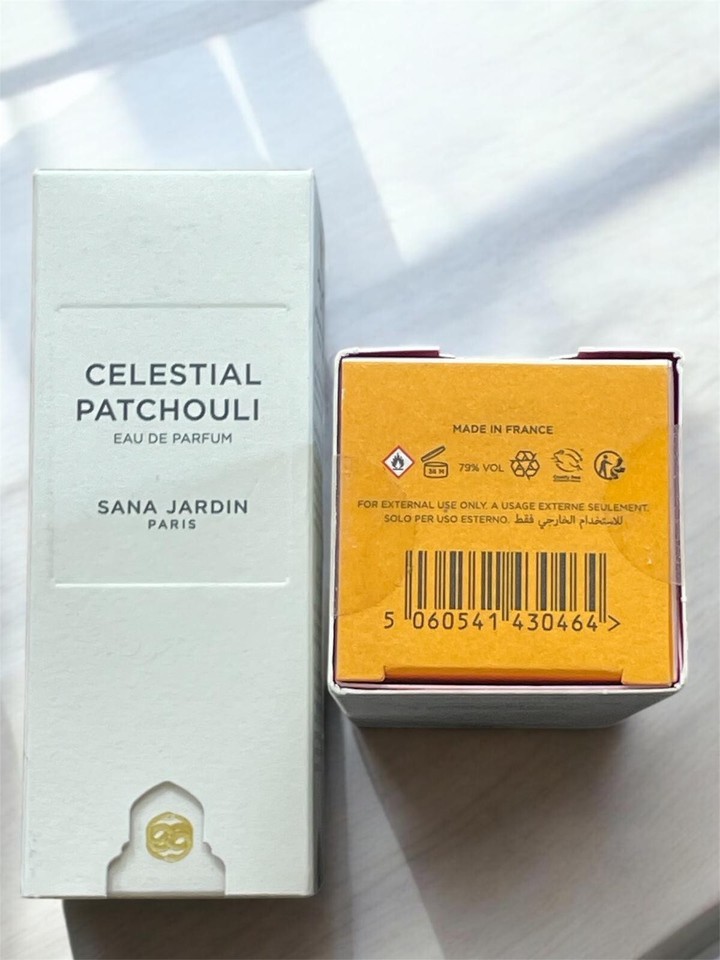 CELESTIAL
PATCHOULI
EAU DE PARFUM
SANA JARDIN
PARIS
MADE IN FRANCE
36 M
79% VOL
FOR EXTERNAL USE ONLY. A USAGE EXTERNE SEULEMENT.
SOLO PER USO ESTERNO. للاستخدام الخارجي فقط
5 060541 430464 >